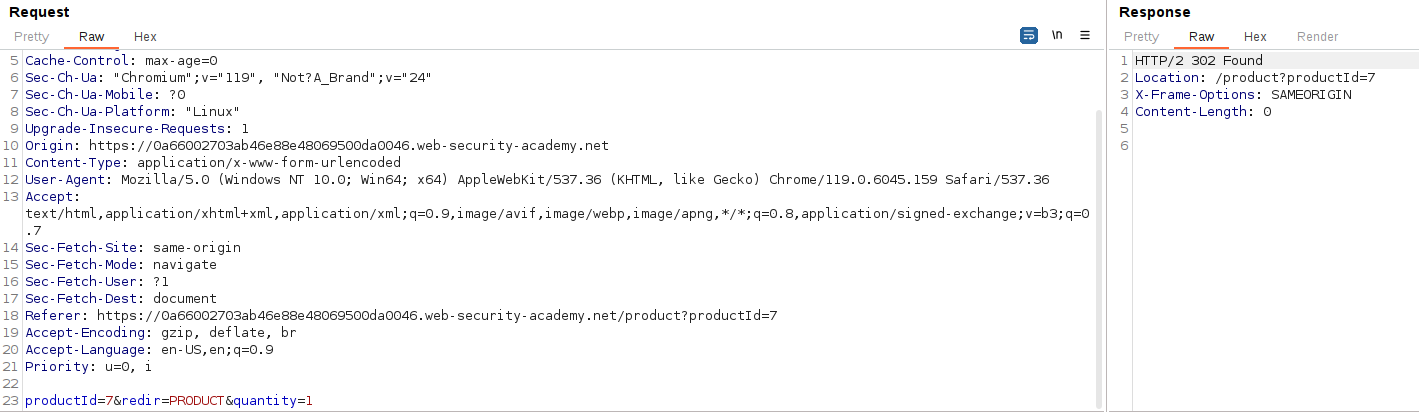 Request
Pretty Raw Hex
\n
5 Cache-Control: max-age=0
6 Sec-Ch-Ua: "Chromium";v="119", "Not?A_Brand";v="24"
7 Sec-Ch-Ua-Mobile: ?0
8 Sec-Ch-Ua-Platform: "Linux"
9 Upgrade-Insecure-Requests: 1
10 Origin: https://0a66002703ab46e88e48069500da0046.web-security-academy.net
11 Content-Type: application/x-www-form-urlencoded
12 User-Agent: Mozilla/5.0 (Windows NT 10.0; Win64; x64) AppleWebKit/537.36 (KHTML, like Gecko) Chrome/119.0.6045.159 Safari/537.36
13 Accept:
text/html,application/xhtml+xml,application/xml;q=0.9,image/avif,image/webp,image/apng,*/*;q=0.8,application/signed-exchange;v=b3;q=0
.7
14 Sec-Fetch-Site: same-origin
15 Sec-Fetch-Mode: navigate
16 Sec-Fetch-User: ?1
17 Sec-Fetch-Dest: document
18 Referer: https://0a66002703ab46e88e48069500da0046.web-security-academy.net/product?productId=7
19 Accept-Encoding: gzip, deflate, br
20 Accept-Language: en-US,en;q=0.9
21 Priority: u=0, i
22
23 productId=7&redir=PRODUCT&quantity=1
Response
Pretty Raw Hex Render
1 HTTP/2 302 Found
2 Location: /product?productId=7
3 X-Frame-Options: SAMEORIGIN
4 Content-Length: 0
5
6